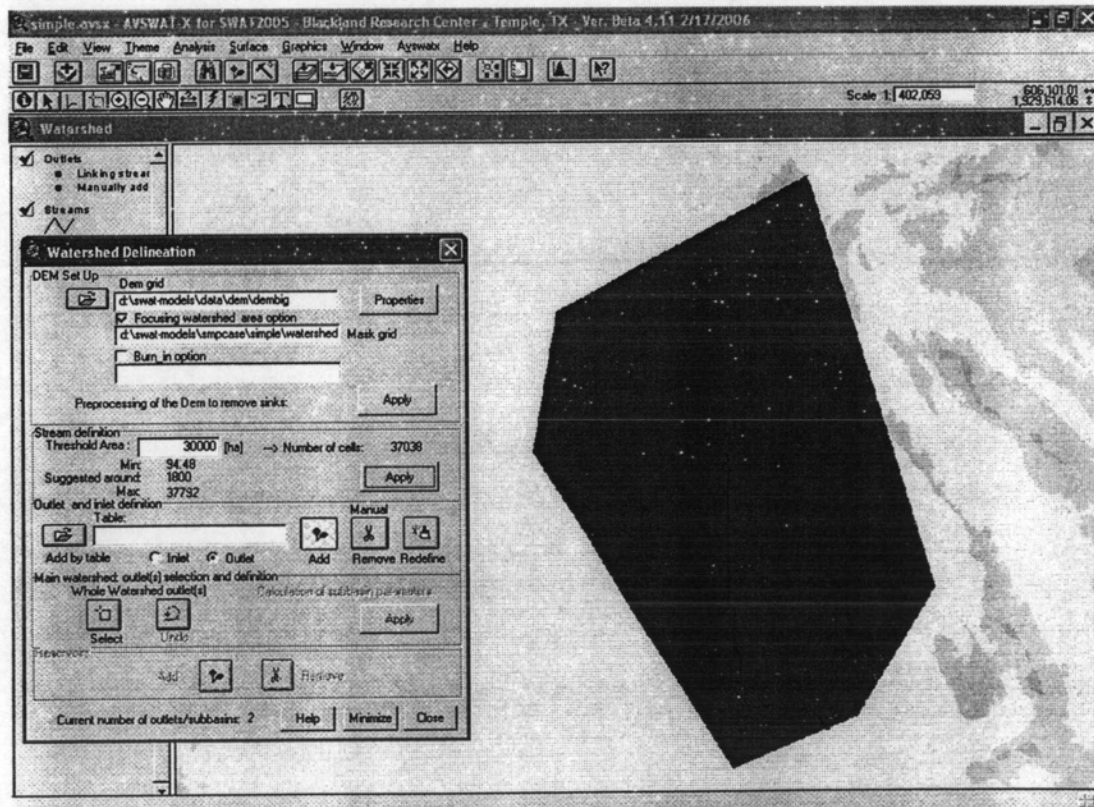 simple.avsx - AVSWAT-X for SWAT2005 - Blackland Research Center - Temple, TX - Ver. Beta 4.11 2/17/2006
File Edit View Theme Analysis Surface Graphics Window Avswatx Help
Scale 1: 402,059
606,101.01
1,929,614.06
Watershed
Outlets
Linking strear
Manually add
Streams
Watershed Delineation
DEM Set Up
Dem grid
d:\swat-models\data\dem\dembig
Properties
Focusing watershed area option
d:\swat-models\smpcase\simple\watershed Mask grid
Burn_in option
Preprocessing of the Dem to remove sinks: Apply
Stream definition
Threshold Area : 30000 [ha] --> Number of cells: 37038
Min: 94.48
Suggested around: 1800
Max: 37792
Apply
Outlet and inlet definition
Table:
Manual
Add by table Inlet Outlet Add Remove Redefine
Main watershed: outlet(s) selection and definition
Whole Watershed outlet(s) Calculation of subbasin parameters
Apply
Select Undo
Reservoirs
Add Remove
Current number of outlets/subbasins: 2 Help Minimize Close